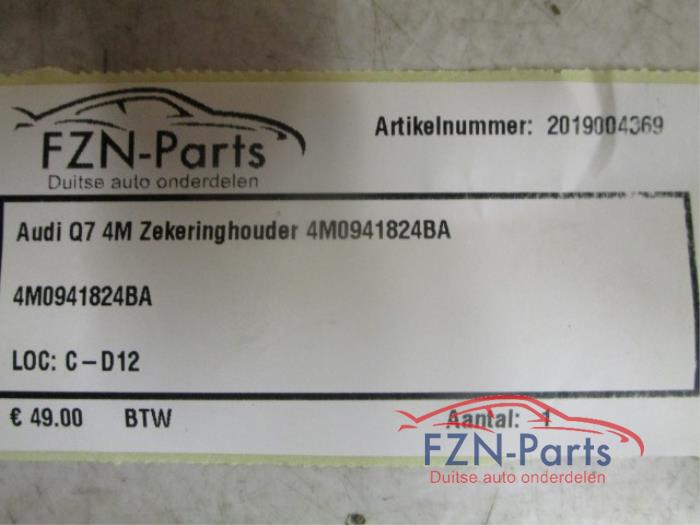 FZN-Parts
Duitse auto onderdelen
Artikelnummer: 2019004369
Audi Q7 4M Zekeringhouder 4M0941824BA
4M0941824BA
LOC: C-D12
€ 49.00 BTW Aantal: 1
FZN-Parts
Duitse auto onderdelen